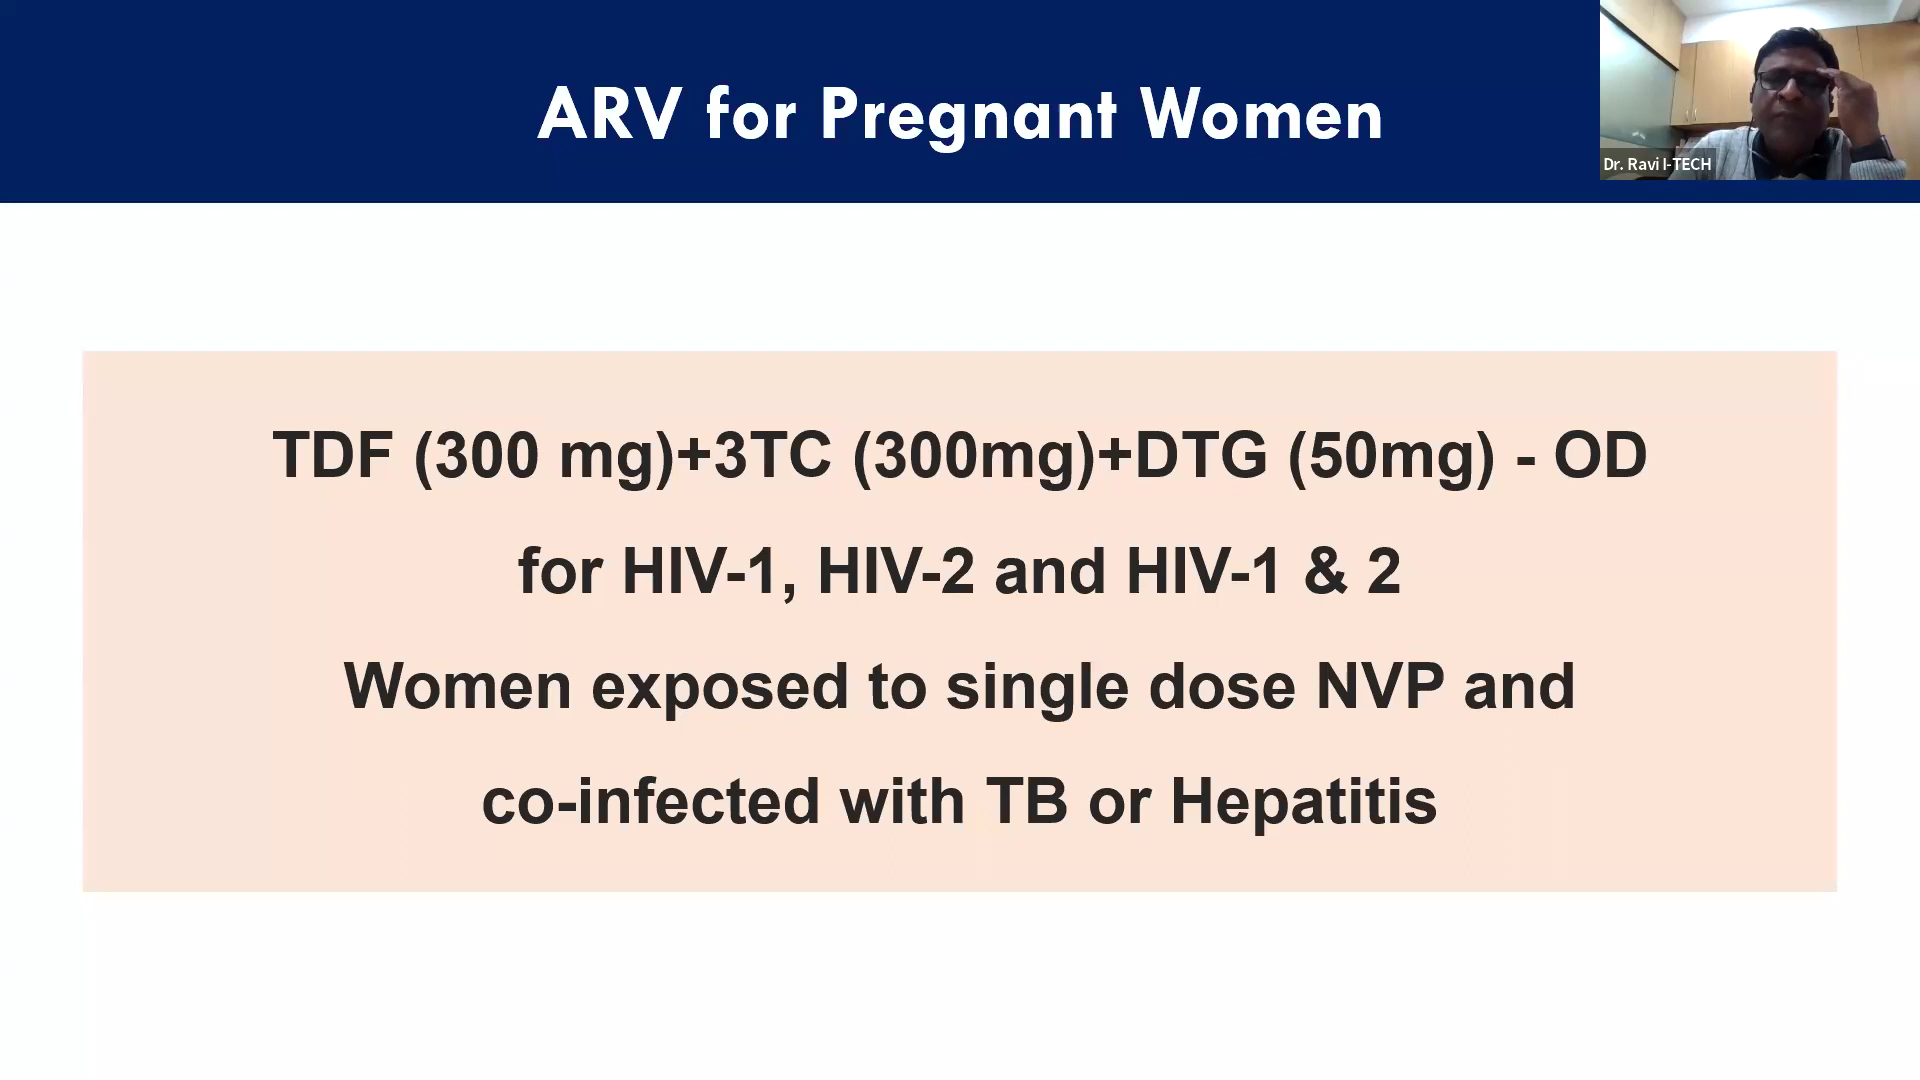 ARV for Pregnant Women
Dr. Ravi I-TECH
TDF (300 mg)+3TC (300mg)+DTG (50mg) - OD
for HIV-1, HIV-2 and HIV-1 & 2
Women exposed to single dose NVP and
co-infected with TB or Hepatitis